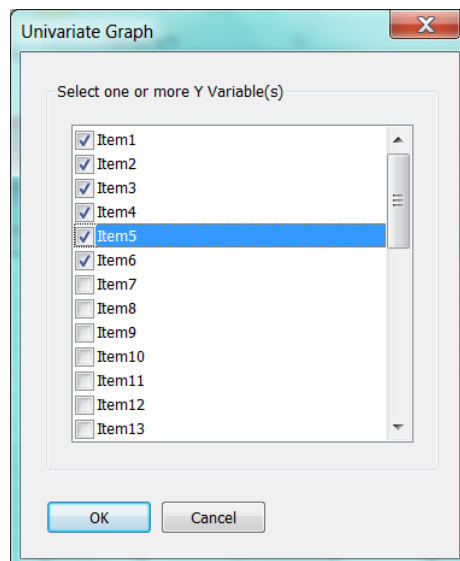 Univariate Graph
Select one or more Y Variable(s)
Item1
Item2
Item3
Item4
Item5
Item6
Item7
Item8
Item9
Item10
Item11
Item12
Item13
OK Cancel